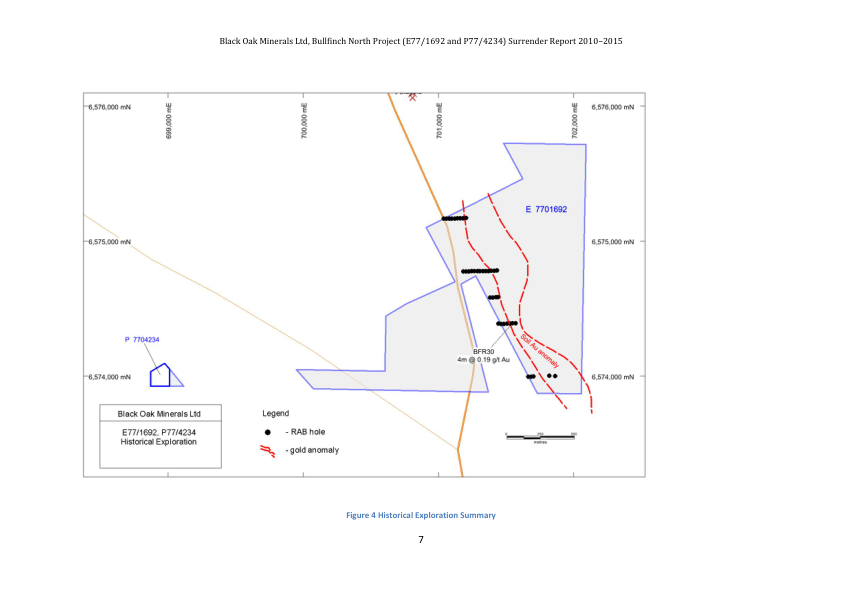 Black Oak Minerals Ltd, Bullfinch North Project (E77/1692 and P77/4234) Surrender Report 2010–2015
6,576,000 mN
699,000 mE
700,000 mE
701,000 mE
702,000 mE
6,576,000 mN
E 7701692
6,575,000 mN
6,575,000 mN
P 7704234
BFR30
4m @ 0.19 g/t Au
Soil Au anomaly
6,574,000 mN
6,574,000 mN
Black Oak Minerals Ltd
E77/1692, P77/4234
Historical Exploration
Legend
- RAB hole
- gold anomaly
0 250 500
metres
Figure 4 Historical Exploration Summary
7